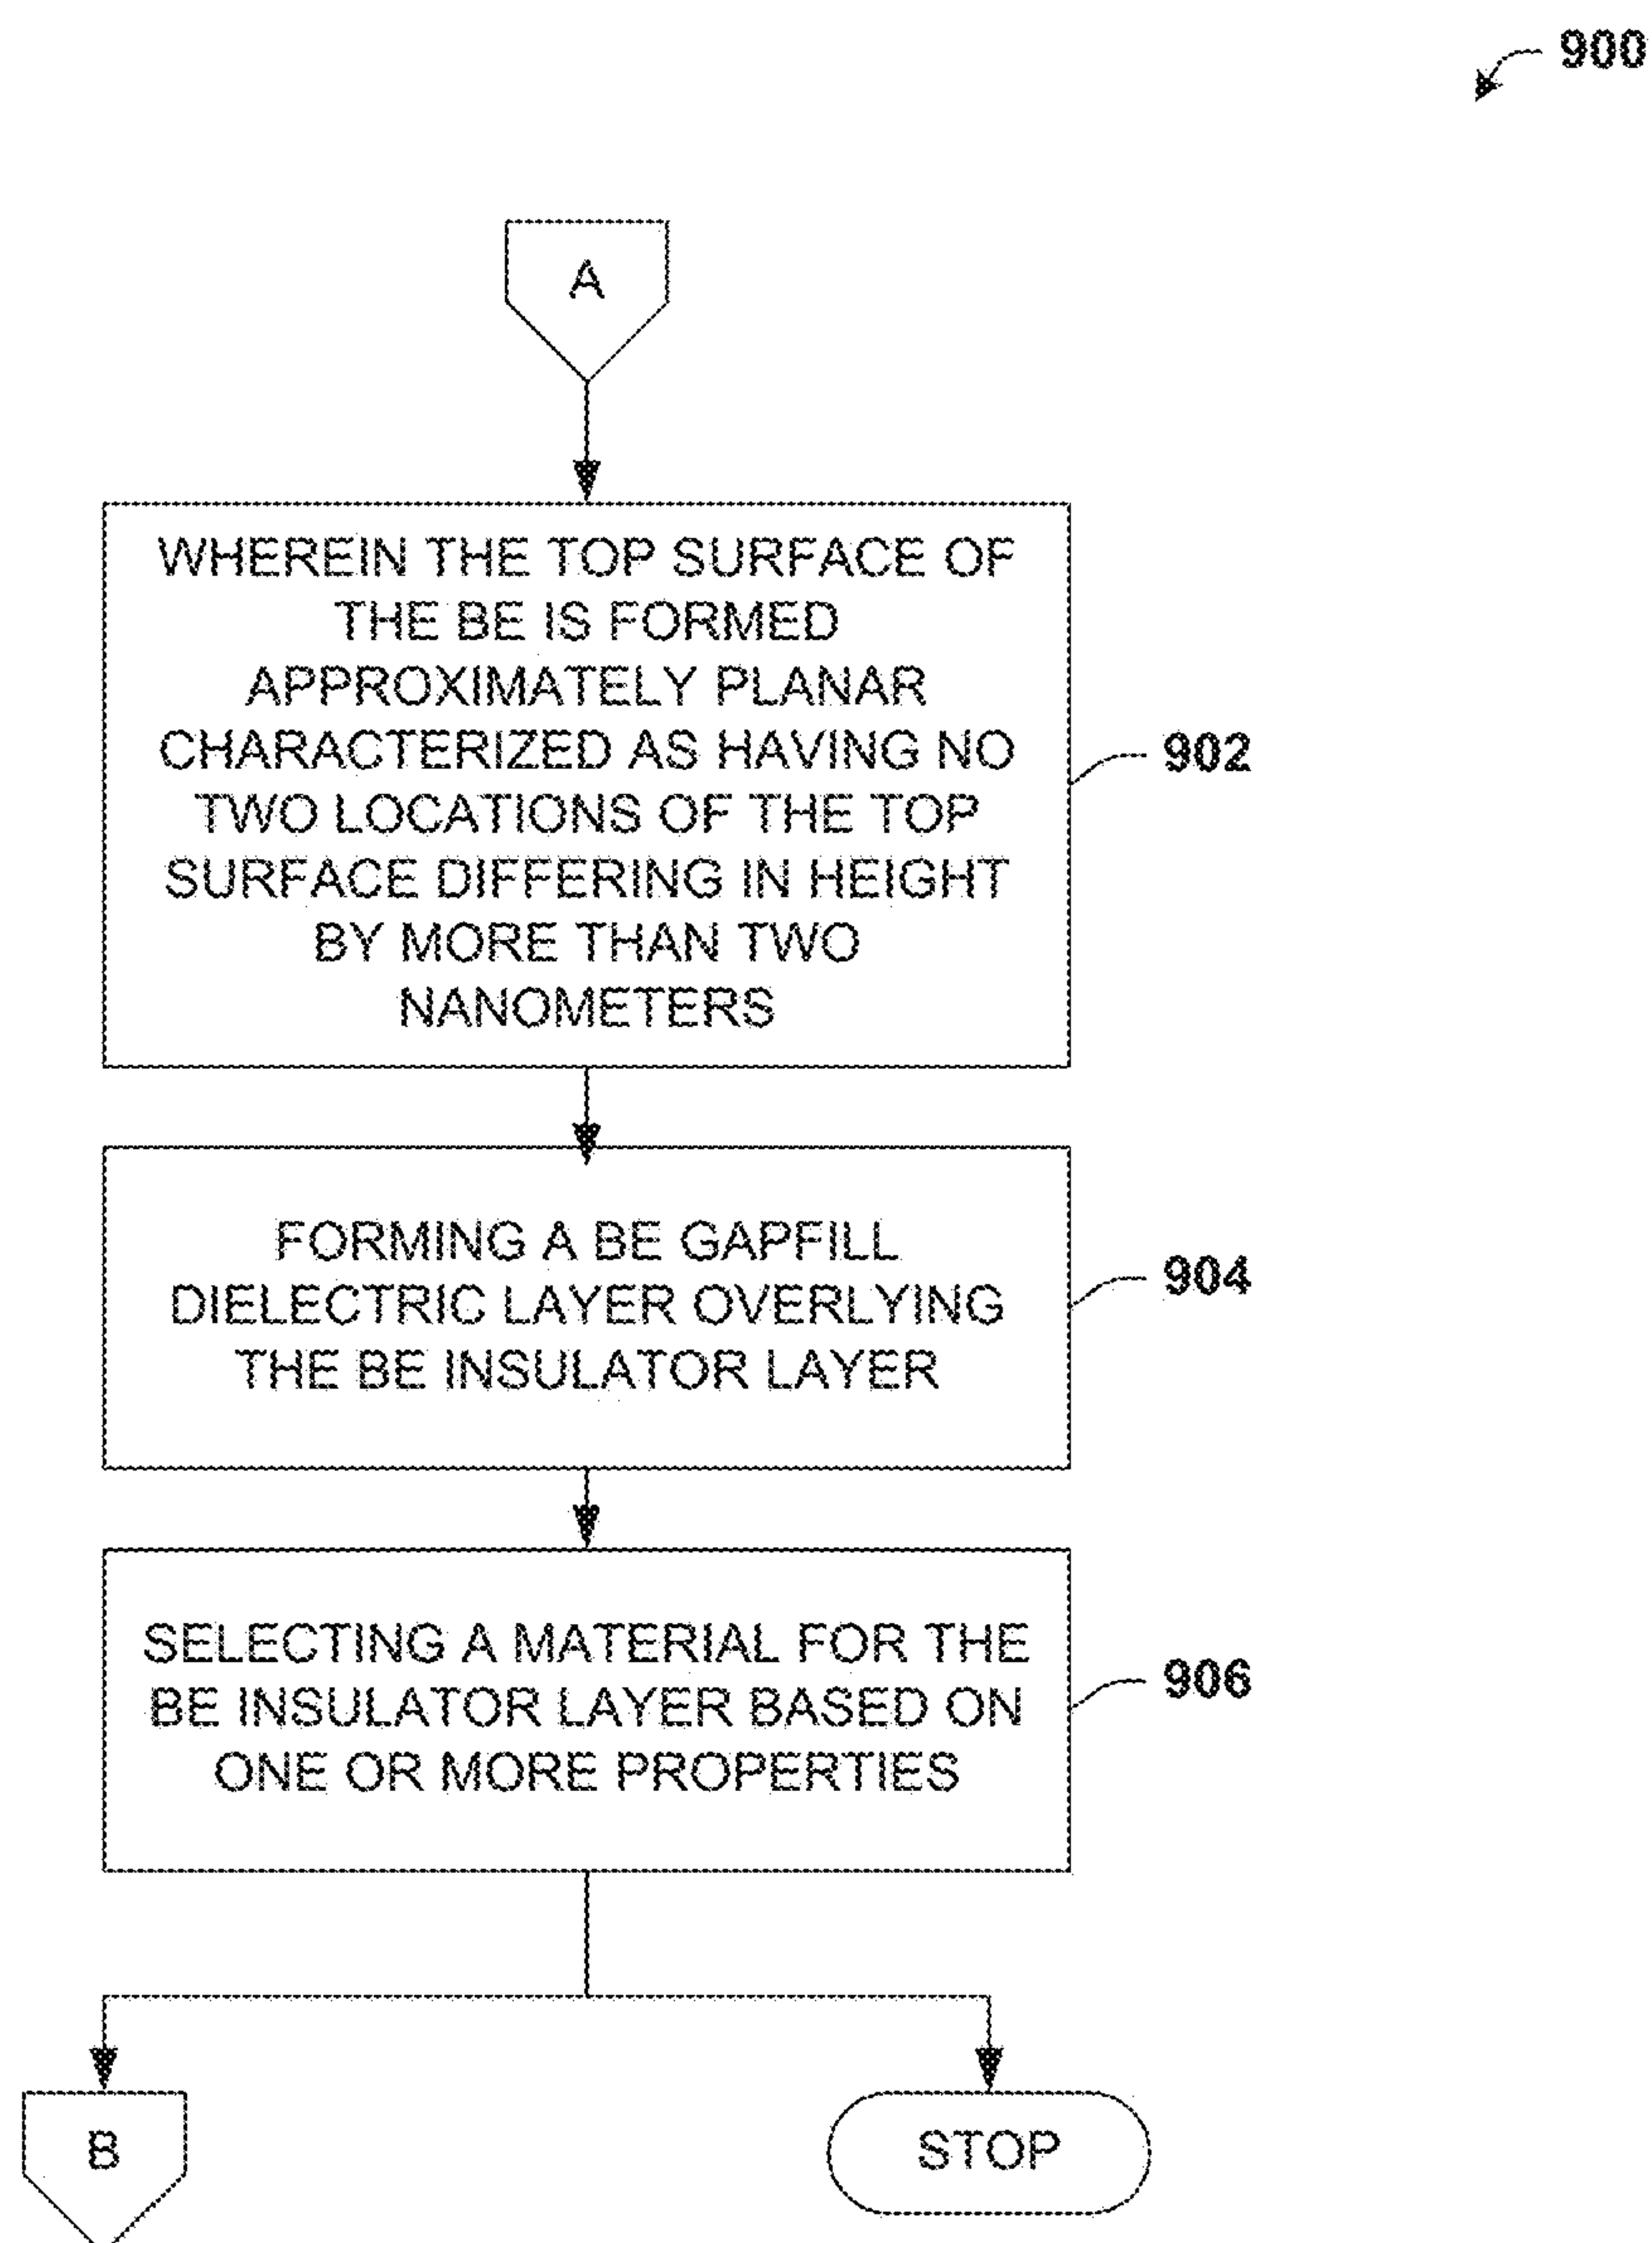 900
A
WHEREIN THE TOP SURFACE OF
THE BE IS FORMED
APPROXIMATELY PLANAR
CHARACTERIZED AS HAVING NO
TWO LOCATIONS OF THE TOP
SURFACE DIFFERING IN HEIGHT
BY MORE THAN TWO
NANOMETERS
902
FORMING A BE GAPFILL
DIELECTRIC LAYER OVERLYING
THE BE INSULATOR LAYER
904
SELECTING A MATERIAL FOR THE
BE INSULATOR LAYER BASED ON
ONE OR MORE PROPERTIES
906
B
STOP